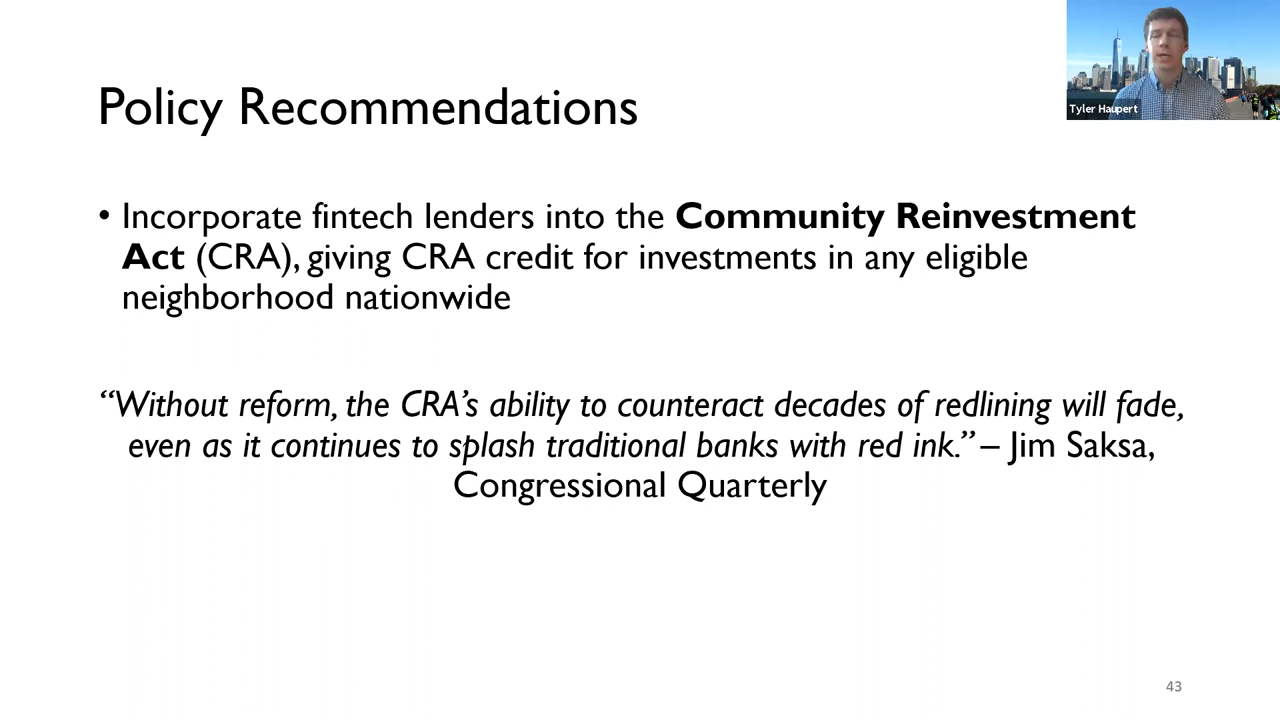 Policy Recommendations
Tyler Haupert
• Incorporate fintech lenders into the Community Reinvestment
Act (CRA), giving CRA credit for investments in any eligible
neighborhood nationwide
“Without reform, the CRA’s ability to counteract decades of redlining will fade,
even as it continues to splash traditional banks with red ink.” – Jim Saksa,
Congressional Quarterly
43